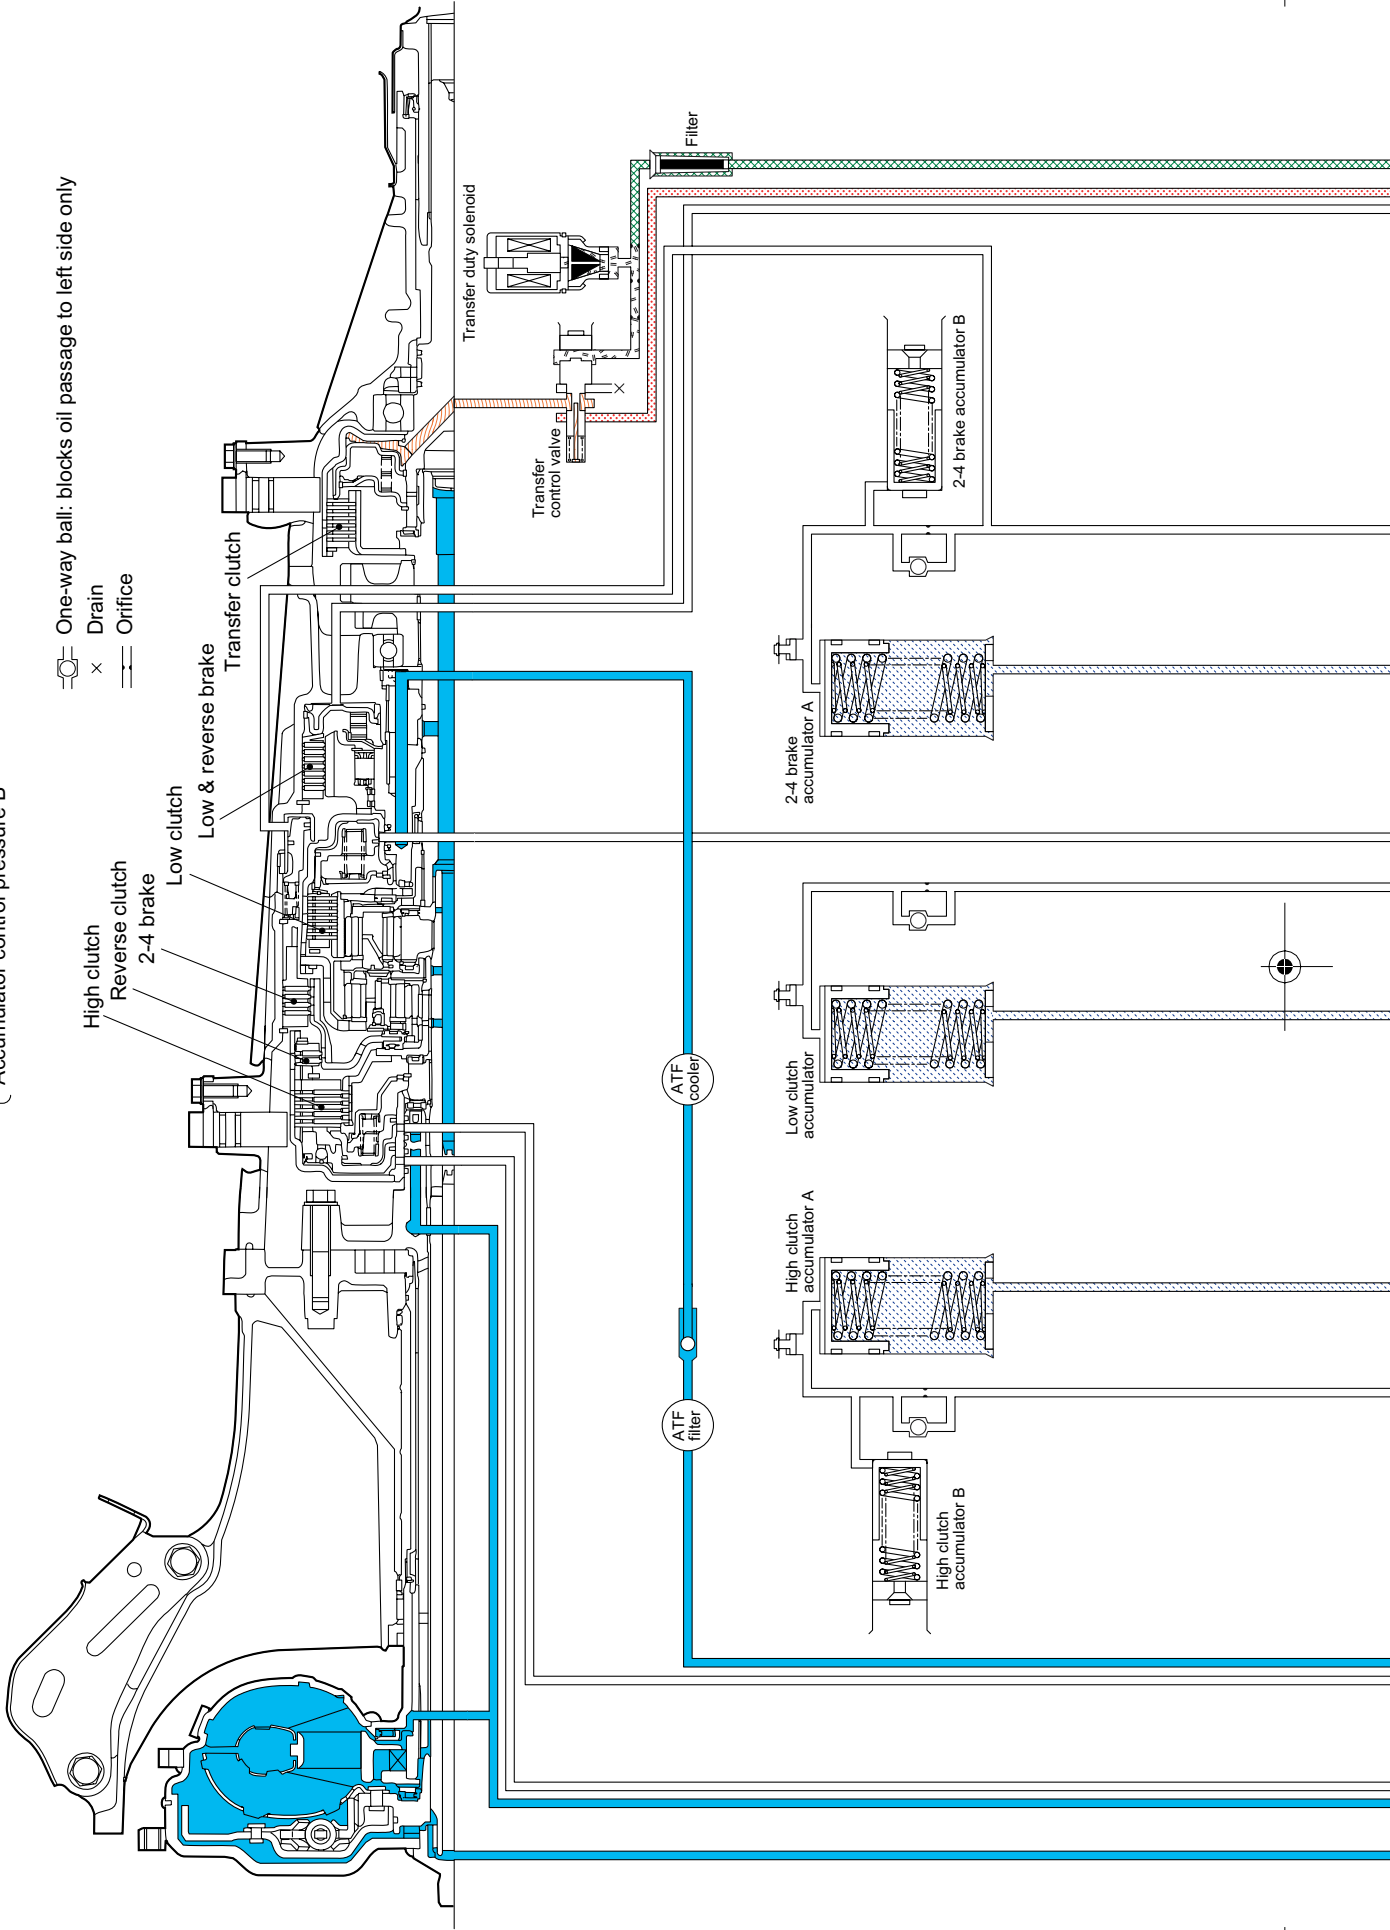 Accumulator control pressure B
One-way ball: blocks oil passage to left side only
Drain
Orifice
High clutch
Reverse clutch
2-4 brake
Low clutch
Low & reverse brake
Transfer clutch
Transfer duty solenoid
Filter
Transfer
control valve
2-4 brake accumulator B
2-4 brake
accumulator A
Low clutch
accumulator
High clutch
accumulator A
High clutch
accumulator B
ATF
cooler
ATF
filter